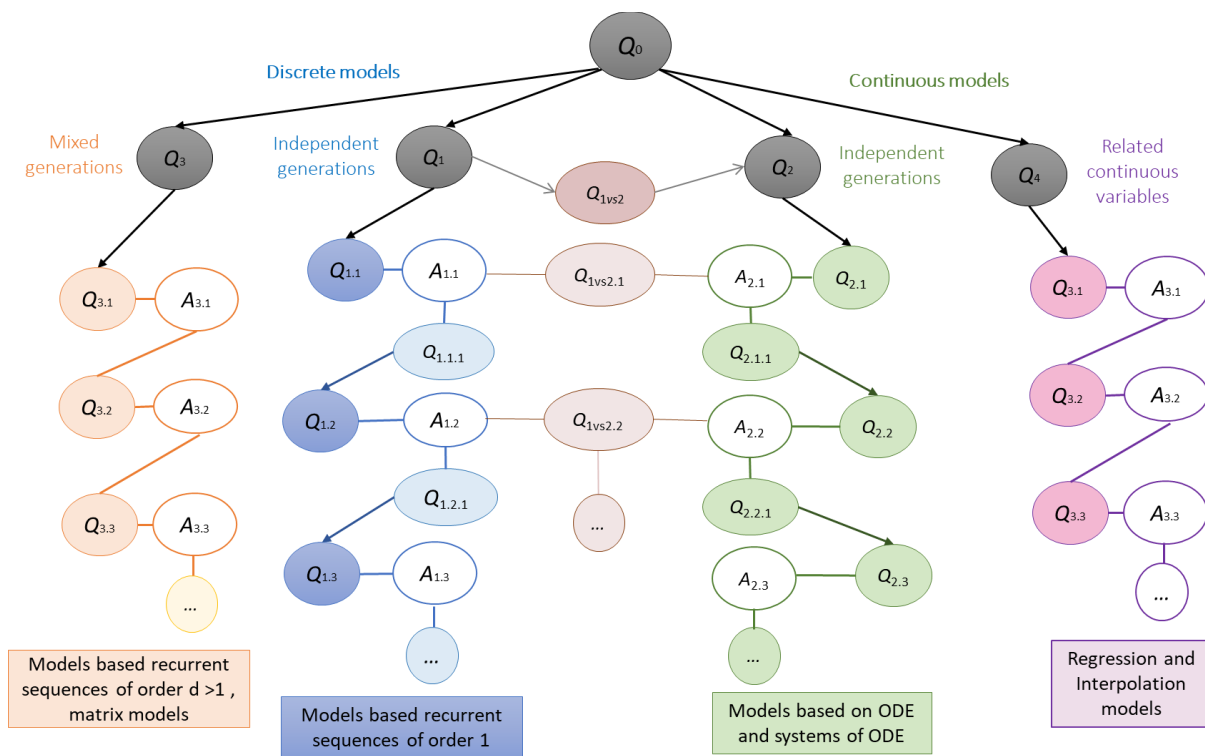 Q0
Discrete models
Continuous models
Mixed
generations
Q3
Independent
generations
Q1
Q1vs2
Q2
Independent
generations
Q4
Related
continuous
variables
Q1.1
A1.1
Q1vs2.1
A2.1
Q2.1
Q3.1
A3.1
Q3.1
A3.1
Q1.1.1
Q2.1.1
Q3.2
A3.2
Q1.2
A1.2
Q1vs2.2
A2.2
Q2.2
Q3.2
A3.2
Q1.2.1
Q2.2.1
Q3.3
A3.3
...
Q3.3
A3.3
Q1.3
A1.3
A2.3
Q2.3
...
...
...
...
Models based recurrent
sequences of order d >1 ,
matrix models
Models based recurrent
sequences of order 1
Models based on ODE
and systems of ODE
Regression and
Interpolation
models